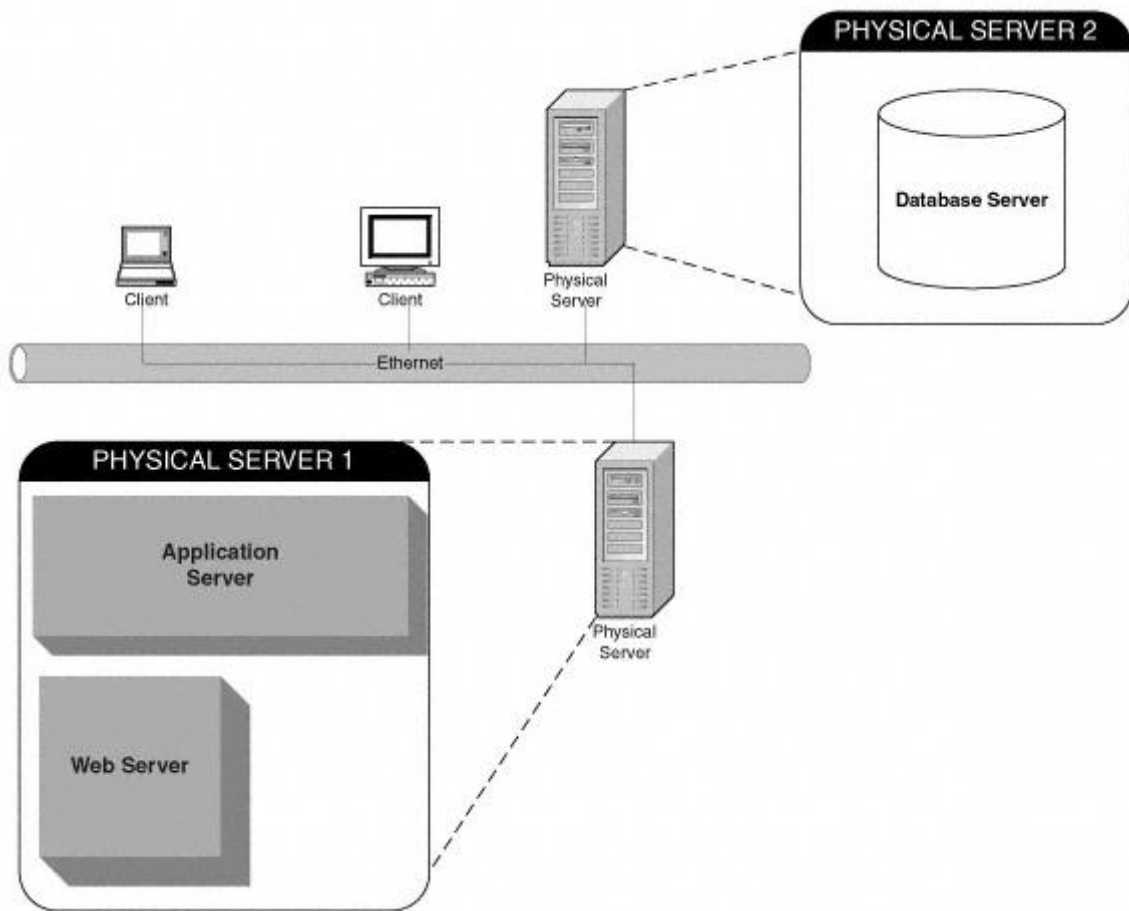 PHYSICAL SERVER 2
Database Server
Client
Client
Physical
Server
Ethernet
PHYSICAL SERVER 1
Application
Server
Web Server
Physical
Server